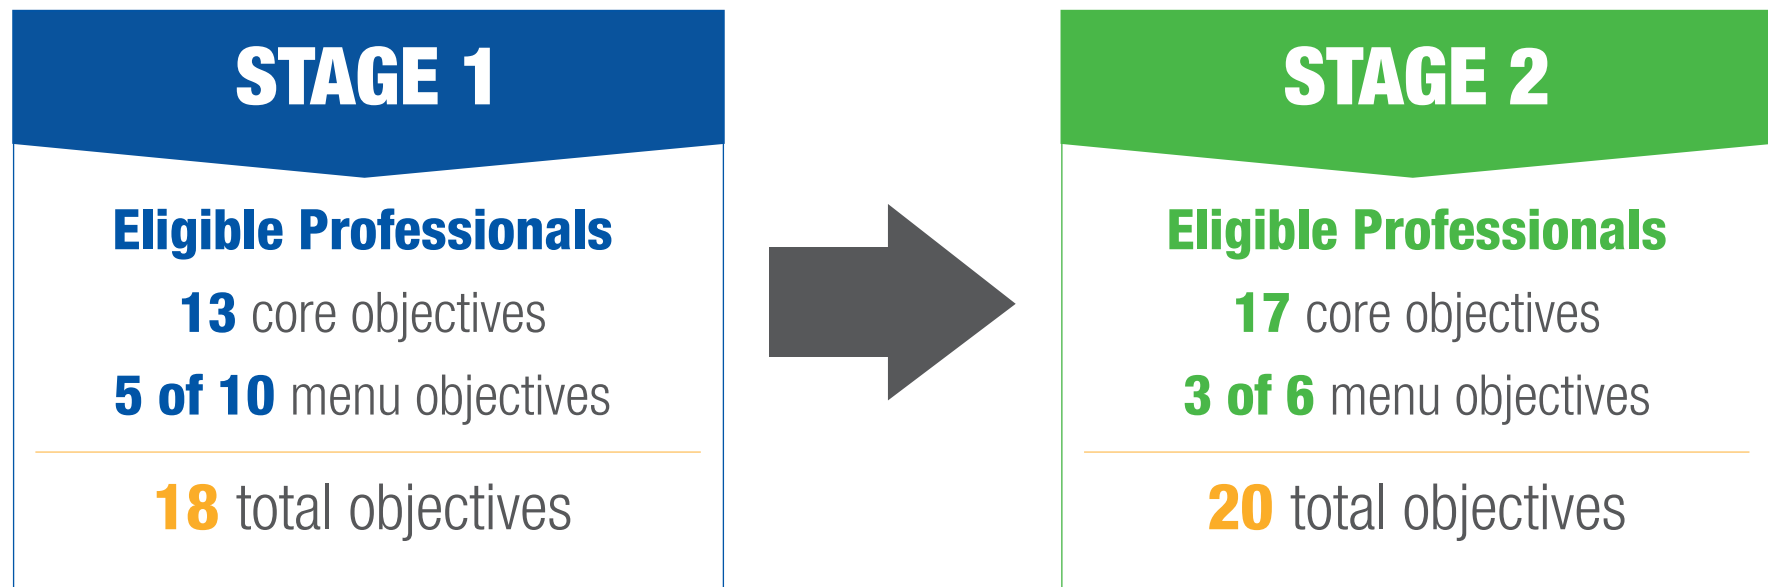 STAGE 1
Eligible Professionals
13 core objectives
5 of 10 menu objectives
18 total objectives
STAGE 2
Eligible Professionals
17 core objectives
3 of 6 menu objectives
20 total objectives